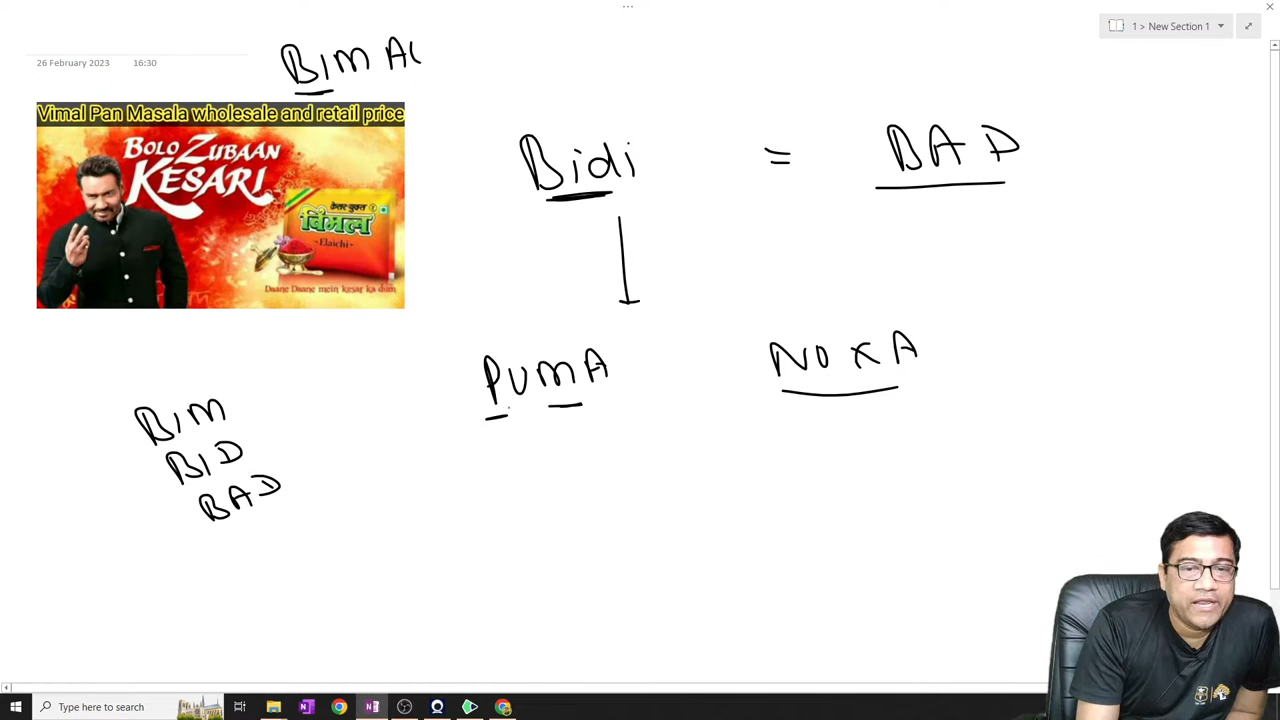 1 > New Section 1
26 February 2023 16:30
BIMAL
Vimal Pan Masala wholesale and retail price
BOLO ZUBAAN
KESARI
केसर युक्त
विमल
~Elaichi~
Daane Daane mein kesar ka dum
Bidi = BAD
PUMA NOXA
BIM
BID
BAD
Type here to search